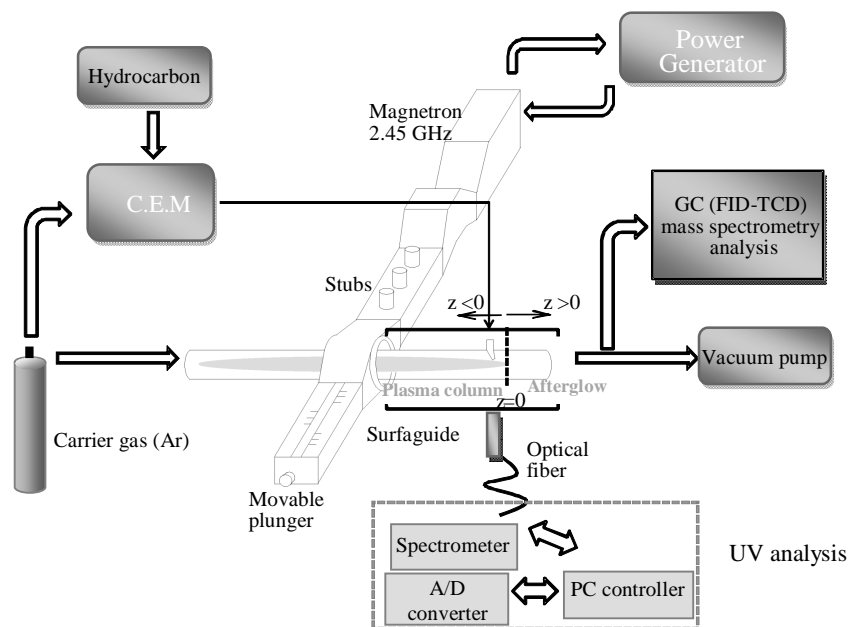 Power
Generator
Hydrocarbon
Magnetron
2.45 GHz
C.E.M
GC (FID-TCD)
mass spectrometry
analysis
Stubs
z <0
z >0
Vacuum pump
Plasma column
Afterglow
z=0
Carrier gas (Ar)
Surfaguide
Optical
fiber
Movable
plunger
Spectrometer
UV analysis
A/D
converter
PC controller